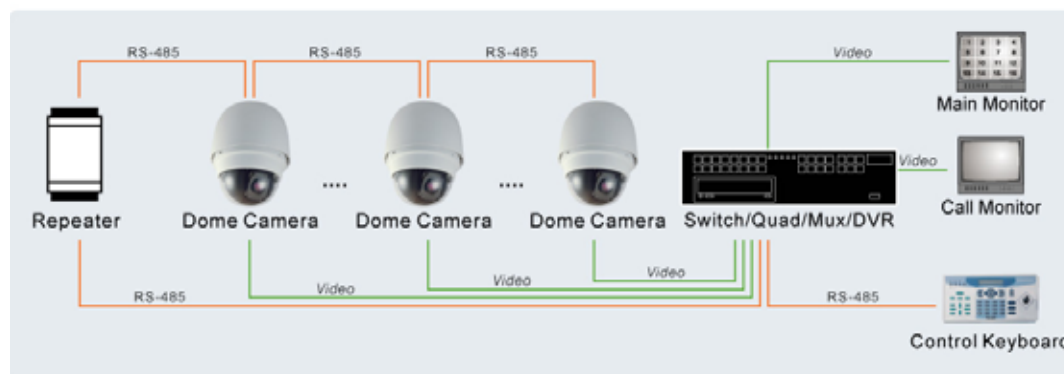 RS-485
RS-485
RS-485
Video
Main Monitor
Video
Call Monitor
Repeater
Dome Camera
....
Dome Camera
....
Dome Camera
Switch/Quad/Mux/DVR
RS-485
Video
Video
Video
RS-485
Control Keyboard